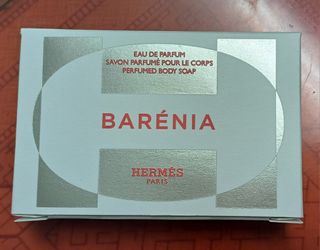 EAU DE PARFUM
SAVON PARFUMÉ POUR LE CORPS
PERFUMED BODY SOAP
BARÉNIA
HERMÈS
PARIS